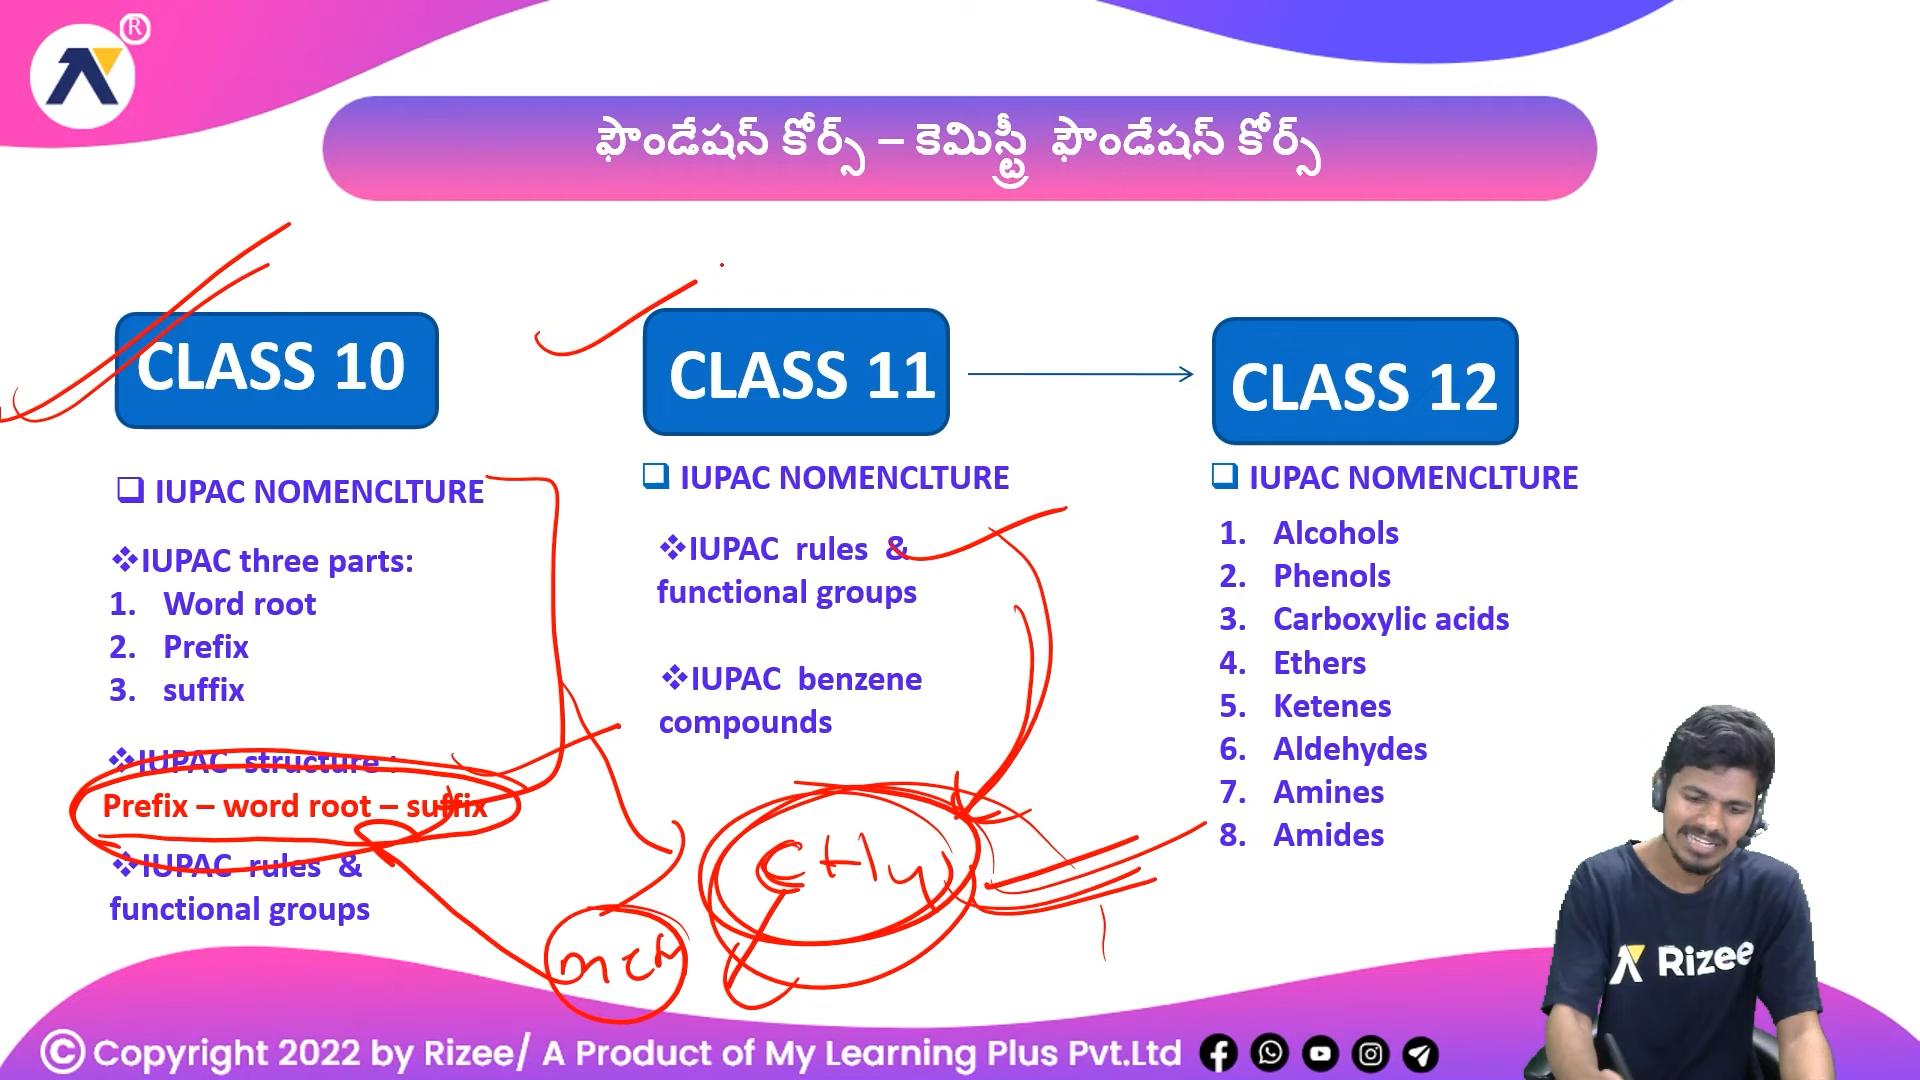 ®
ఫౌండేషన్ కోర్స్ – కెమిస్ట్రీ ఫౌండేషన్ కోర్స్
CLASS 10
IUPAC NOMENCLTURE
IUPAC three parts:
1. Word root
2. Prefix
3. suffix
IUPAC structure :
Prefix – word root – suffix
IUPAC rules &
functional groups
CLASS 11
IUPAC NOMENCLTURE
IUPAC rules &
functional groups
IUPAC benzene
compounds
CH4
CLASS 12
IUPAC NOMENCLTURE
1. Alcohols
2. Phenols
3. Carboxylic acids
4. Ethers
5. Ketenes
6. Aldehydes
7. Amines
8. Amides
Rizee
© Copyright 2022 by Rizee/ A Product of My Learning Plus Pvt.Ltd